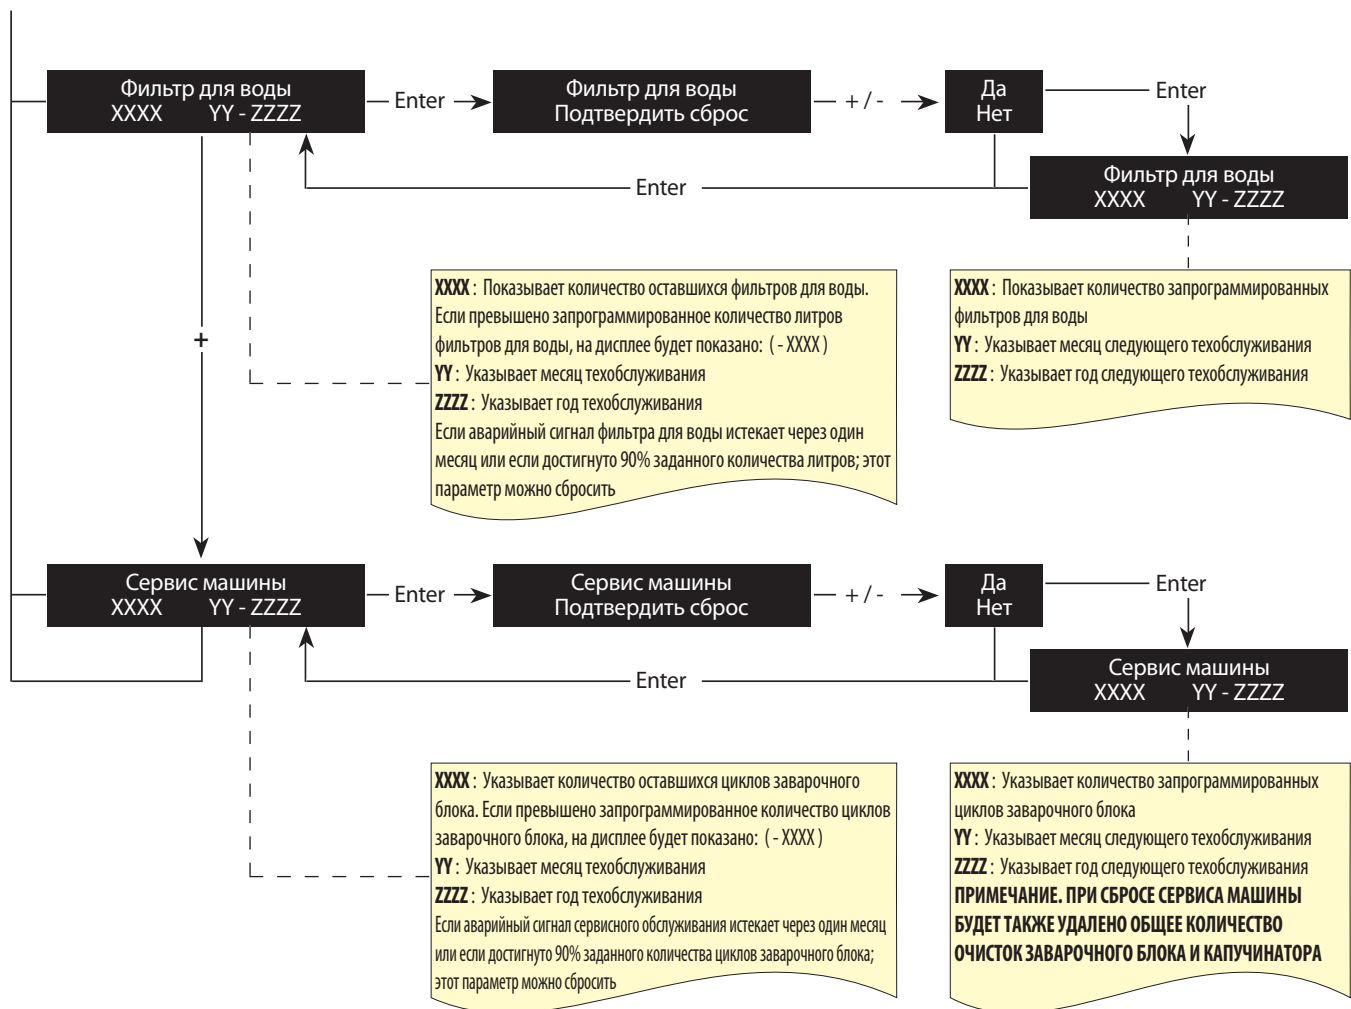 Фильтр для воды
XXXX YY - ZZZZ
Enter
Фильтр для воды
Подтвердить сброс
+ / -
Да
Нет
Enter
Фильтр для воды
XXXX YY - ZZZZ
Enter
XXXX : Показывает количество оставшихся фильтров для воды.
Если превышено запрограммированное количество литров
фильтров для воды, на дисплее будет показано: ( - XXXX )
YY : Указывает месяц техобслуживания
ZZZZ : Указывает год техобслуживания
Если аварийный сигнал фильтра для воды истекает через один
месяц или если достигнуто 90% заданного количества литров; этот
параметр можно сбросить
XXXX : Показывает количество запрограммированных
фильтров для воды
YY : Указывает месяц следующего техобслуживания
ZZZZ : Указывает год следующего техобслуживания
+
Сервис машины
XXXX YY - ZZZZ
Enter
Сервис машины
Подтвердить сброс
+ / -
Да
Нет
Enter
Сервис машины
XXXX YY - ZZZZ
Enter
XXXX : Указывает количество оставшихся циклов заварочного
блока. Если превышено запрограммированное количество циклов
заварочного блока, на дисплее будет показано: ( - XXXX )
YY : Указывает месяц техобслуживания
ZZZZ : Указывает год техобслуживания
Если аварийный сигнал сервисного обслуживания истекает через один месяц
или если достигнуто 90% заданного количества циклов заварочного блока;
этот параметр можно сбросить
XXXX : Указывает количество запрограммированных
циклов заварочного блока
YY : Указывает месяц следующего техобслуживания
ZZZZ : Указывает год следующего техобслуживания
ПРИМЕЧАНИЕ. ПРИ СБРОСЕ СЕРВИСА МАШИНЫ
БУДЕТ ТАКЖЕ УДАЛЕНО ОБЩЕЕ КОЛИЧЕСТВО
ОЧИСТОК ЗАВАРОЧНОГО БЛОКА И КАПУЧИНАТОРА